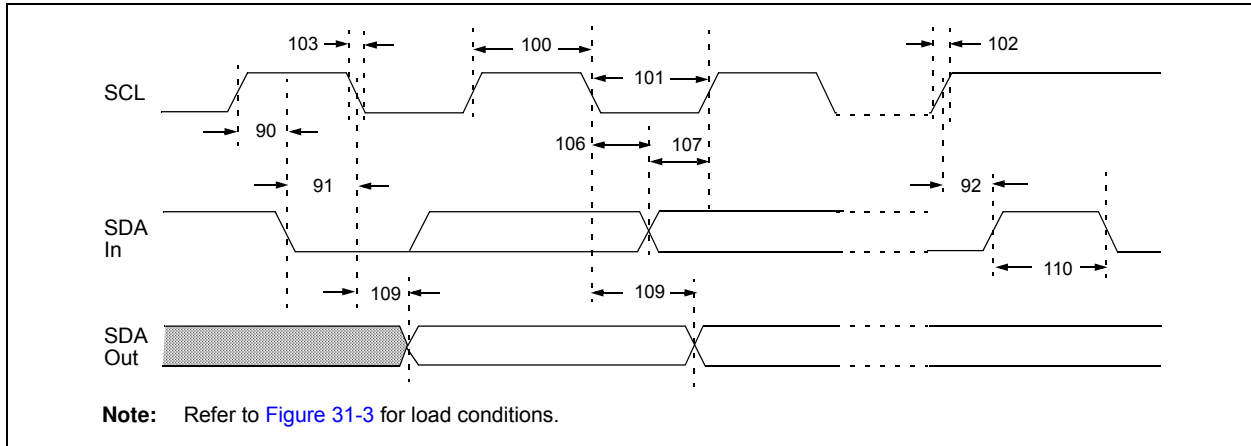 103
100
102
101
SCL
90
106
107
91
92
SDA
In
110
109
109
SDA
Out
Note: Refer to Figure 31-3 for load conditions.